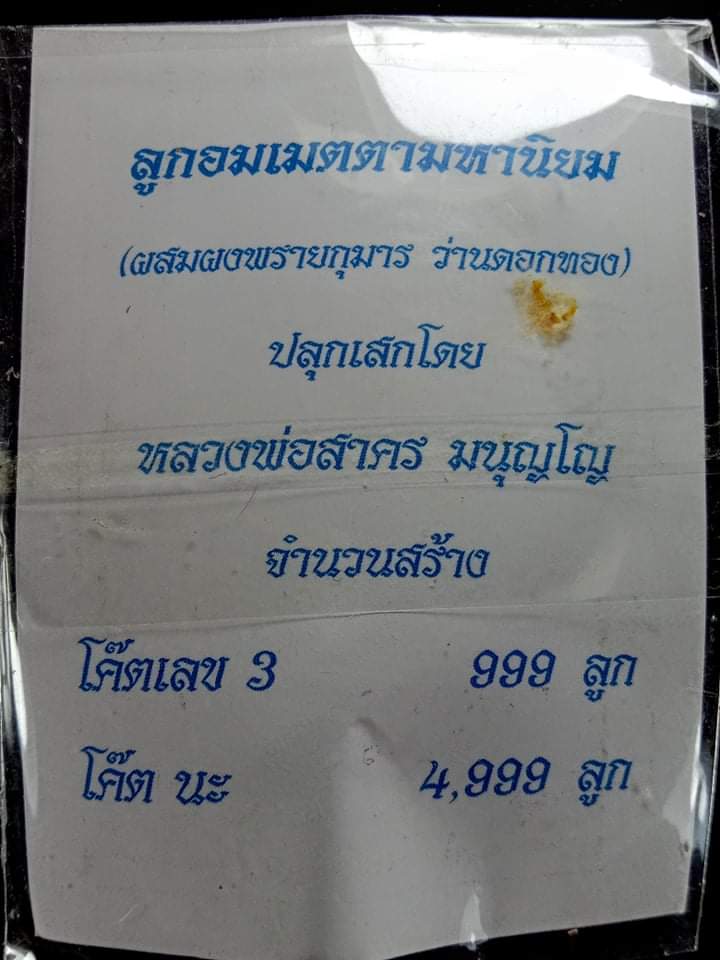 ลูกอมเมตตามหานิยม
(ผสมผงพรายกุมาร ว่านดอกทอง)
ปลุกเสกโดย
หลวงพ่อสาคร มนุญโญ
จำนวนสร้าง
โค๊ตเลข 3 999 ลูก
โค๊ต นะ 4,999 ลูก